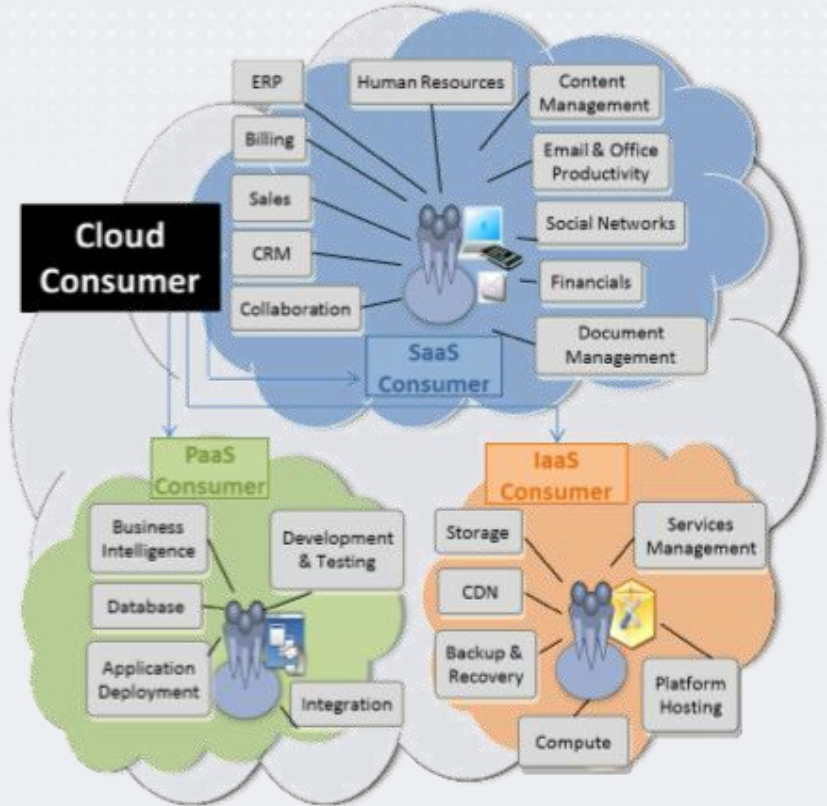 ERP
Human Resources
Content
Management
Billing
Email & Office
Productivity
Sales
Social Networks
Cloud
Consumer
CRM
Financials
Collaboration
Document
Management
SaaS
Consumer
PaaS
Consumer
Business
Intelligence
Development
& Testing
Database
Application
Deployment
Integration
IaaS
Consumer
Storage
Services
Management
CDN
Backup &
Recovery
Platform
Hosting
Compute